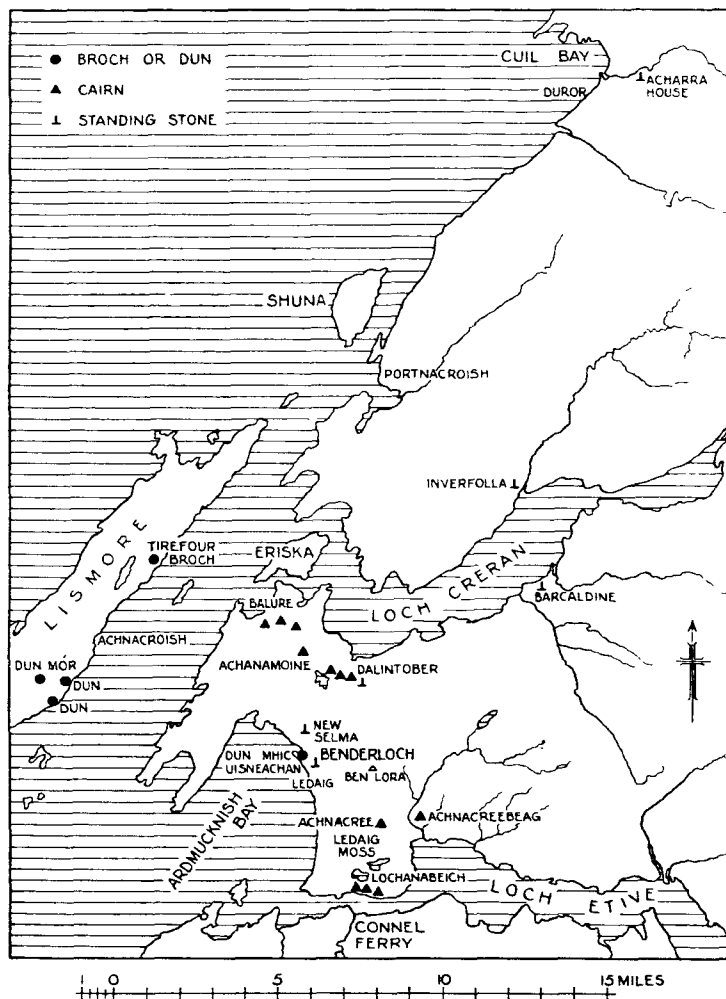 BROCH OR DUN
CAIRN
STANDING STONE
CUIL BAY
DUROR
ACHARRA
HOUSE
SHUNA
PORTNACROISH
INVERFOLLA
LISMORE
TIREFOUR
BROCH
ERISKA
LOCH CRERAN
BARCALDINE
BALURE
ACHNACROISH
ACHANAMOINE
DALINTOBER
DUN MÓR
DUN
DUN
NEW
SELMA
DUN MHIC
UISNEACHAN
BENDERLOCH
BEN LORA
LEDAIG
ARDMUCKNISH
BAY
ACHNACREE
ACHNACREEBEAG
LEDAIG
MOSS
LOCHANABEICH
LOCH ETIVE
CONNEL
FERRY
1 0 5 10 15 MILES